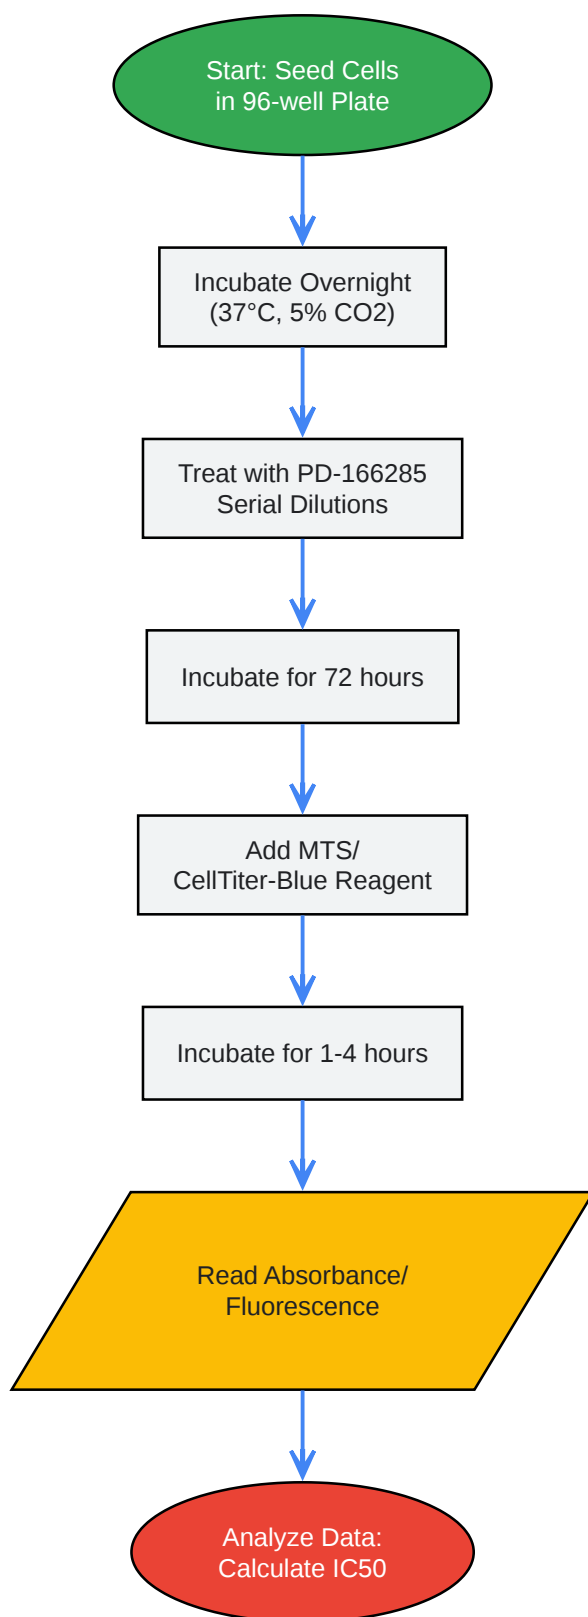 Start: Seed Cells
in 96-well Plate
Incubate Overnight
(37°C, 5% CO2)
Treat with PD-166285
Serial Dilutions
Incubate for 72 hours
Add MTS/
CellTiter-Blue Reagent
Incubate for 1-4 hours
Read Absorbance/
Fluorescence
Analyze Data:
Calculate IC50